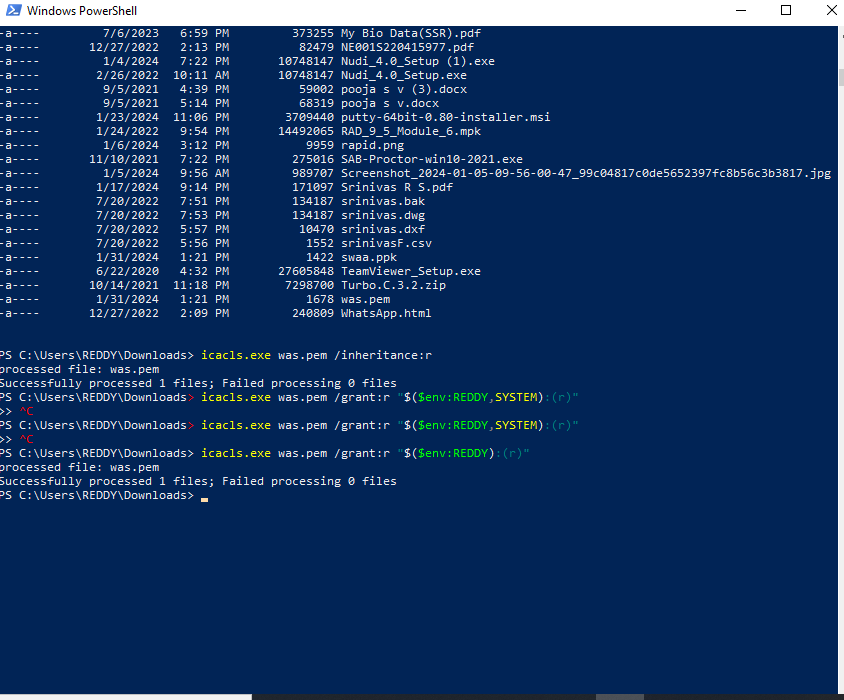 Windows PowerShell
-a---- 7/6/2023 6:59 PM 373255 My Bio Data(SSR).pdf
-a---- 12/27/2022 2:13 PM 82479 NE001S220415977.pdf
-a---- 1/4/2024 7:22 PM 10748147 Nudi_4.0_Setup (1).exe
-a---- 2/26/2022 10:11 AM 10748147 Nudi_4.0_Setup.exe
-a---- 9/5/2021 4:39 PM 59002 pooja s v (3).docx
-a---- 9/5/2021 5:14 PM 68319 pooja s v.docx
-a---- 1/23/2024 11:06 PM 3709440 putty-64bit-0.80-installer.msi
-a---- 1/24/2022 9:54 PM 14492065 RAD_9_5_Module_6.mpk
-a---- 1/6/2024 3:12 PM 9959 rapid.png
-a---- 11/10/2021 7:22 PM 275016 SAB-Proctor-win10-2021.exe
-a---- 1/5/2024 9:56 AM 989707 Screenshot_2024-01-05-09-56-00-47_99c04817c0de5652397fc8b56c3b3817.jpg
-a---- 1/17/2024 9:14 PM 171097 Srinivas R S.pdf
-a---- 7/20/2022 7:51 PM 134187 srinivas.bak
-a---- 7/20/2022 7:53 PM 134187 srinivas.dwg
-a---- 7/20/2022 5:57 PM 10470 srinivas.dxf
-a---- 7/20/2022 5:56 PM 1552 srinivasF.csv
-a---- 1/31/2024 1:21 PM 1422 swaa.ppk
-a---- 6/22/2020 4:32 PM 27605848 TeamViewer_Setup.exe
-a---- 10/14/2021 11:18 PM 7298700 Turbo.C.3.2.zip
-a---- 1/31/2024 1:21 PM 1678 was.pem
-a---- 12/27/2022 2:09 PM 240809 WhatsApp.html
PS C:\Users\REDDY\Downloads> icacls.exe was.pem /inheritance:r
processed file: was.pem
Successfully processed 1 files; Failed processing 0 files
PS C:\Users\REDDY\Downloads> icacls.exe was.pem /grant:r "$($env:REDDY,SYSTEM):(r)"
>> ^C
PS C:\Users\REDDY\Downloads> icacls.exe was.pem /grant:r "$($env:REDDY,SYSTEM):(r)"
>> ^C
PS C:\Users\REDDY\Downloads> icacls.exe was.pem /grant:r "$($env:REDDY):(r)"
processed file: was.pem
Successfully processed 1 files; Failed processing 0 files
PS C:\Users\REDDY\Downloads>